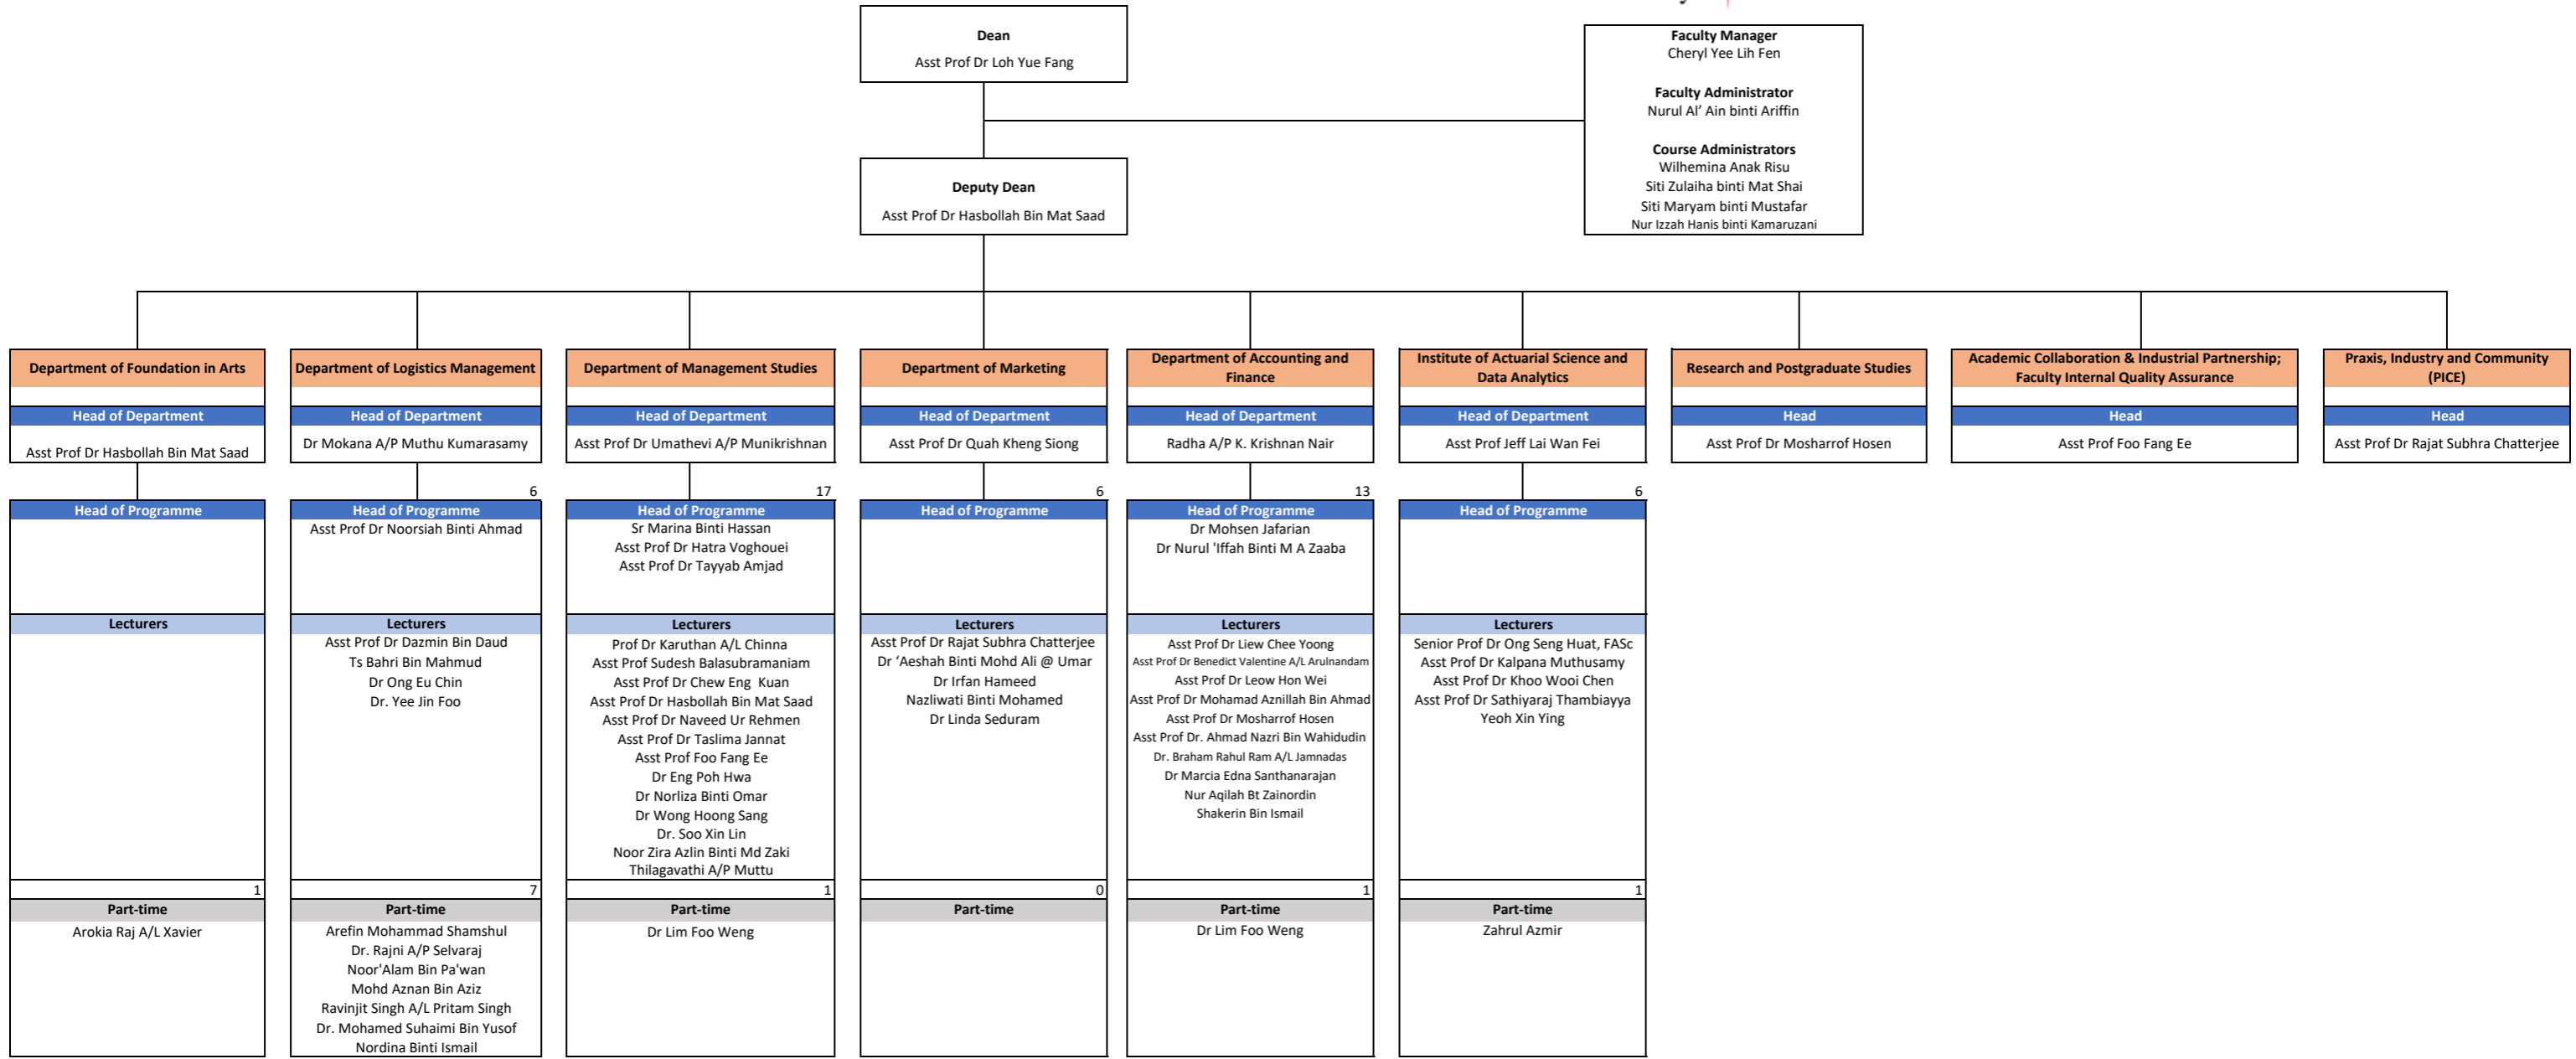 Dean
Asst Prof Dr Loh Yue Fang
Faculty Manager
Cheryl Yee Lih Fen
Faculty Administrator
Nurul Al’ Ain binti Ariffin
Course Administrators
Wilhemina Anak Risu
Siti Zulaiha binti Mat Shai
Siti Maryam binti Mustafar
Nur Izzah Hanis binti Kamaruzani
Deputy Dean
Asst Prof Dr Hasbollah Bin Mat Saad
Department of Foundation in Arts
Head of Department
Asst Prof Dr Hasbollah Bin Mat Saad
Head of Programme
Lecturers
1
Part-time
Arokia Raj A/L Xavier
Department of Logistics Management
Head of Department
Dr Mokana A/P Muthu Kumarasamy
6
Head of Programme
Asst Prof Dr Noorsiah Binti Ahmad
Lecturers
Asst Prof Dr Dazmin Bin Daud
Ts Bahri Bin Mahmud
Dr Ong Eu Chin
Dr. Yee Jin Foo
7
Part-time
Arefin Mohammad Shamshul
Dr. Rajni A/P Selvaraj
Noor'Alam Bin Pa'wan
Mohd Aznan Bin Aziz
Ravinjit Singh A/L Pritam Singh
Dr. Mohamed Suhaimi Bin Yusof
Nordina Binti Ismail
Department of Management Studies
Head of Department
Asst Prof Dr Umathevi A/P Munikrishnan
17
Head of Programme
Sr Marina Binti Hassan
Asst Prof Dr Hatra Voghouei
Asst Prof Dr Tayyab Amjad
Lecturers
Prof Dr Karuthan A/L Chinna
Asst Prof Sudesh Balasubramaniam
Asst Prof Dr Chew Eng Kuan
Asst Prof Dr Hasbollah Bin Mat Saad
Asst Prof Dr Naveed Ur Rehmen
Asst Prof Dr Taslima Jannat
Asst Prof Foo Fang Ee
Dr Eng Poh Hwa
Dr Norliza Binti Omar
Dr Wong Hoong Sang
Dr. Soo Xin Lin
Noor Zira Azlin Binti Md Zaki
Thilagavathi A/P Muttu
1
Part-time
Dr Lim Foo Weng
Department of Marketing
Head of Department
Asst Prof Dr Quah Kheng Siong
6
Head of Programme
Lecturers
Asst Prof Dr Rajat Subhra Chatterjee
Dr ‘Aeshah Binti Mohd Ali @ Umar
Dr Irfan Hameed
Nazliwati Binti Mohamed
Dr Linda Seduram
0
Part-time
Department of Accounting and
Finance
Head of Department
Radha A/P K. Krishnan Nair
13
Head of Programme
Dr Mohsen Jafarian
Dr Nurul 'Iffah Binti M A Zaaba
Lecturers
Asst Prof Dr Liew Chee Yoong
Asst Prof Dr Benedict Valentine A/L Arulnandam
Asst Prof Dr Leow Hon Wei
Asst Prof Dr Mohamad Aznillah Bin Ahmad
Asst Prof Dr Mosharrof Hosen
Asst Prof Dr. Ahmad Nazri Bin Wahidudin
Dr. Braham Rahul Ram A/L Jamnadas
Dr Marcia Edna Santhanarajan
Nur Aqilah Bt Zainordin
Shakerin Bin Ismail
1
Part-time
Dr Lim Foo Weng
Institute of Actuarial Science and
Data Analytics
Head of Department
Asst Prof Jeff Lai Wan Fei
6
Head of Programme
Lecturers
Senior Prof Dr Ong Seng Huat, FASc
Asst Prof Dr Kalpana Muthusamy
Asst Prof Dr Khoo Wooi Chen
Asst Prof Dr Sathiyaraj Thambiayya
Yeoh Xin Ying
1
Part-time
Zahrul Azmir
Research and Postgraduate Studies
Head
Asst Prof Dr Mosharrof Hosen
Academic Collaboration & Industrial Partnership;
Faculty Internal Quality Assurance
Head
Asst Prof Foo Fang Ee
Praxis, Industry and Community
(PICE)
Head
Asst Prof Dr Rajat Subhra Chatterjee